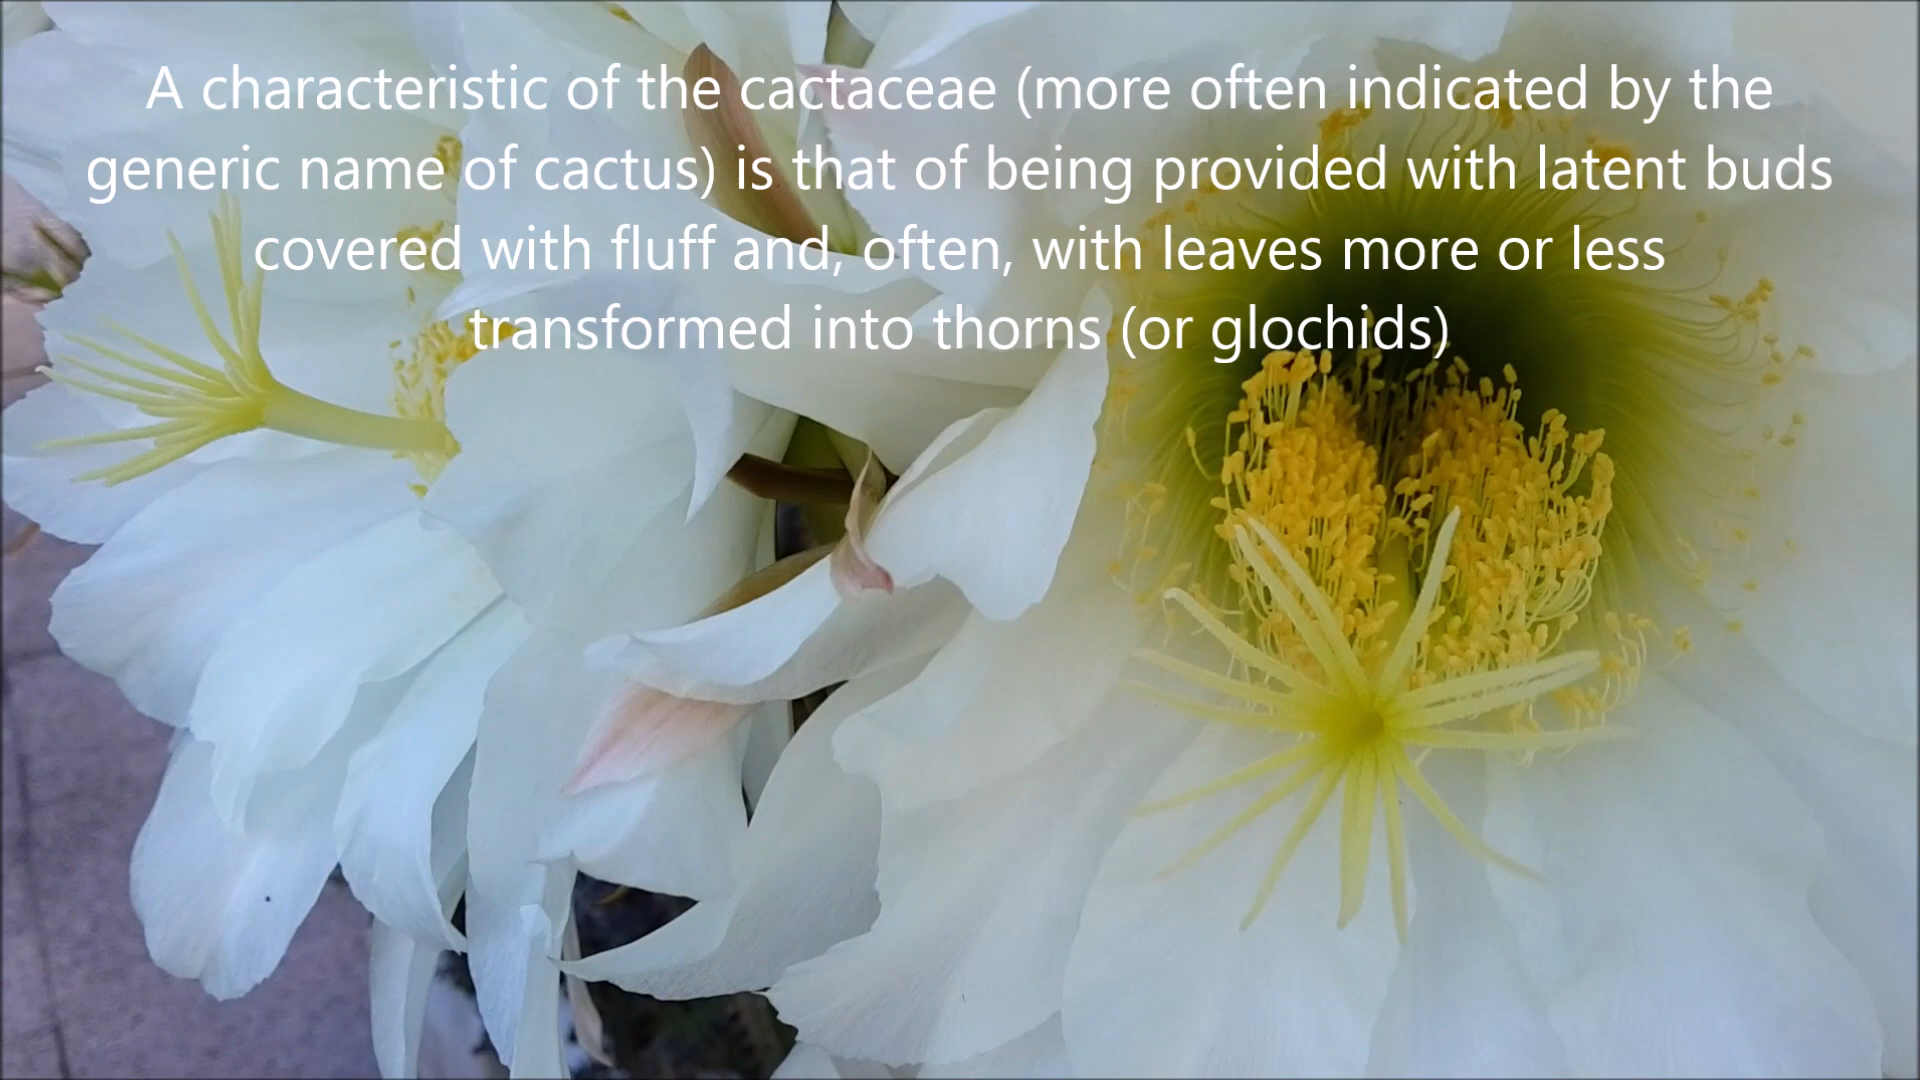 A characteristic of the cactaceae (more often indicated by the
generic name of cactus) is that of being provided with latent buds
covered with fluff and, often, with leaves more or less
transformed into thorns (or glochids)